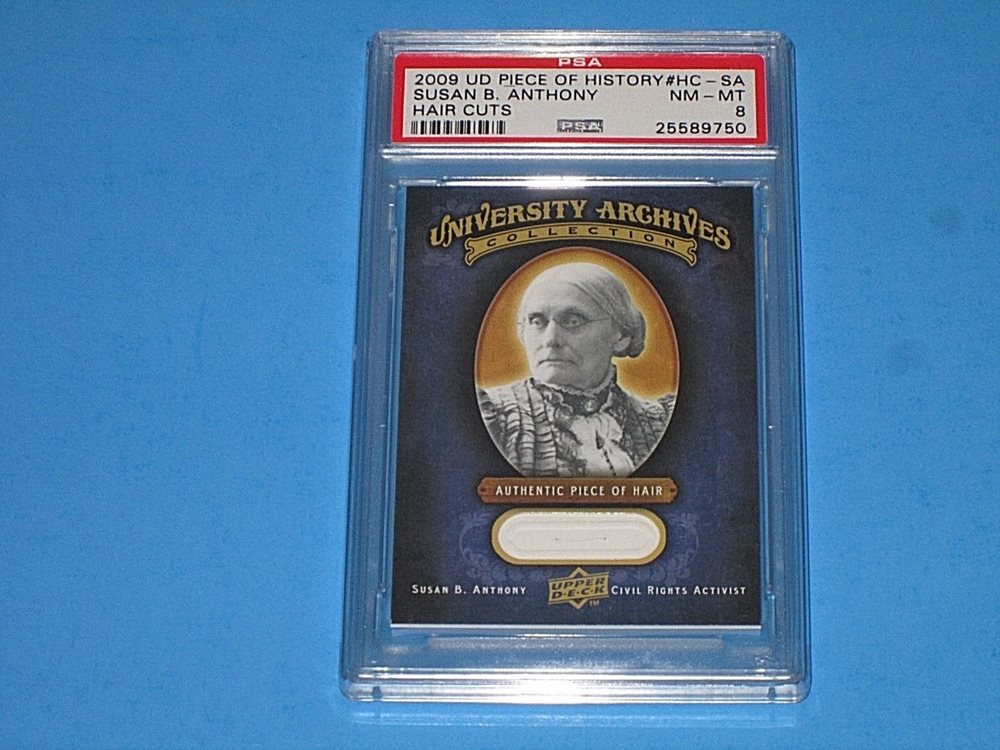 PSA
2009 UD PIECE OF HISTORY#HC-SA
SUSAN B. ANTHONY NM-MT
HAIR CUTS 8
PSA 25589750
UNIVERSITY ARCHIVES
COLLECTION
AUTHENTIC PIECE OF HAIR
SUSAN B. ANTHONY UPPER CIVIL RIGHTS ACTIVIST
D·E·C·K
TM